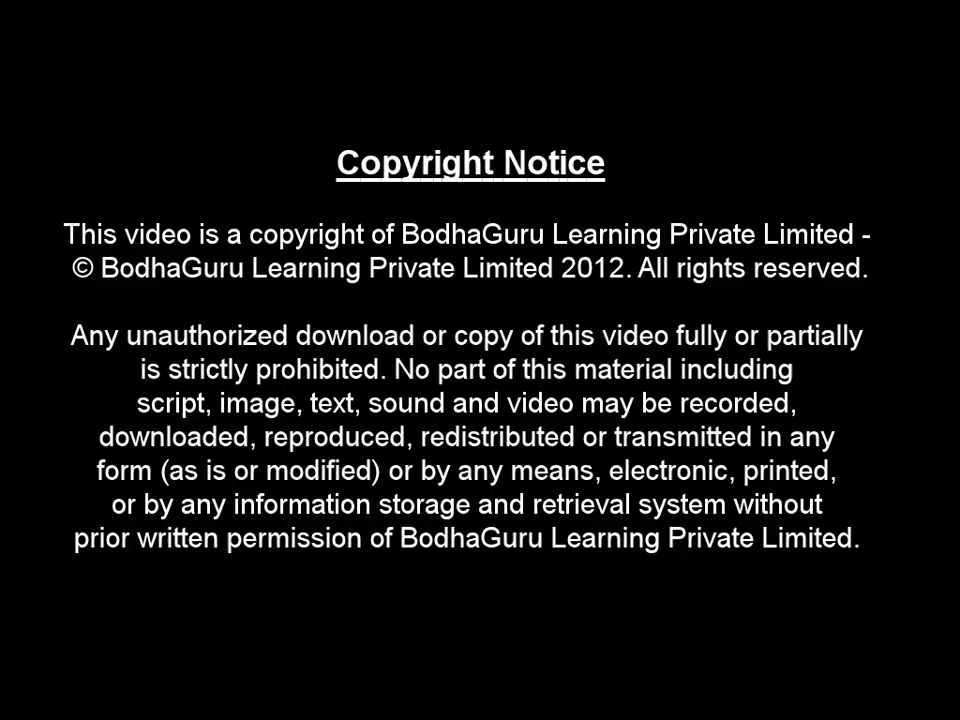 Copyright Notice
This video is a copyright of BodhaGuru Learning Private Limited -
© BodhaGuru Learning Private Limited 2012. All rights reserved.
Any unauthorized download or copy of this video fully or partially
is strictly prohibited. No part of this material including
script, image, text, sound and video may be recorded,
downloaded, reproduced, redistributed or transmitted in any
form (as is or modified) or by any means, electronic, printed,
or by any information storage and retrieval system without
prior written permission of BodhaGuru Learning Private Limited.